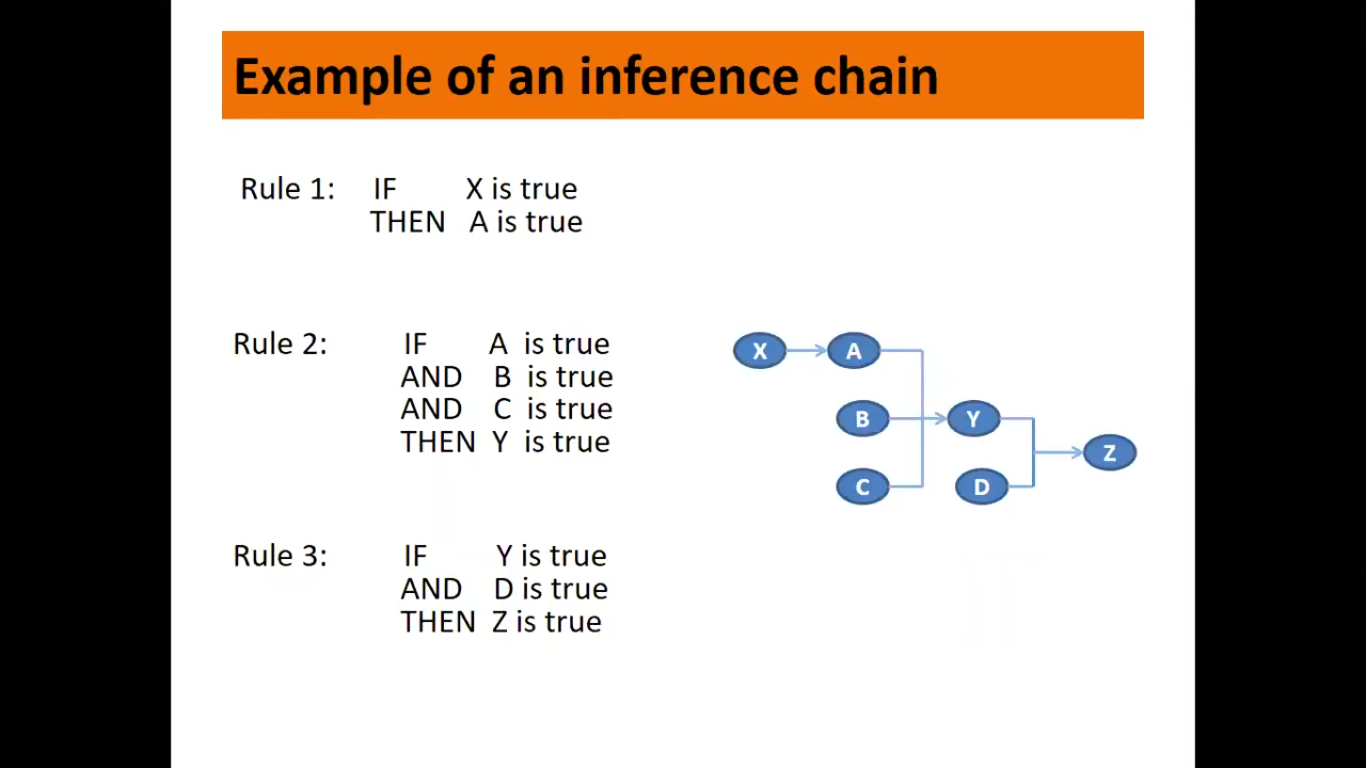 Example of an inference chain
Rule 1: IF X is true
THEN A is true
Rule 2: IF A is true
AND B is true
AND C is true
THEN Y is true
Rule 3: IF Y is true
AND D is true
THEN Z is true
X A
B Y
Z
C D